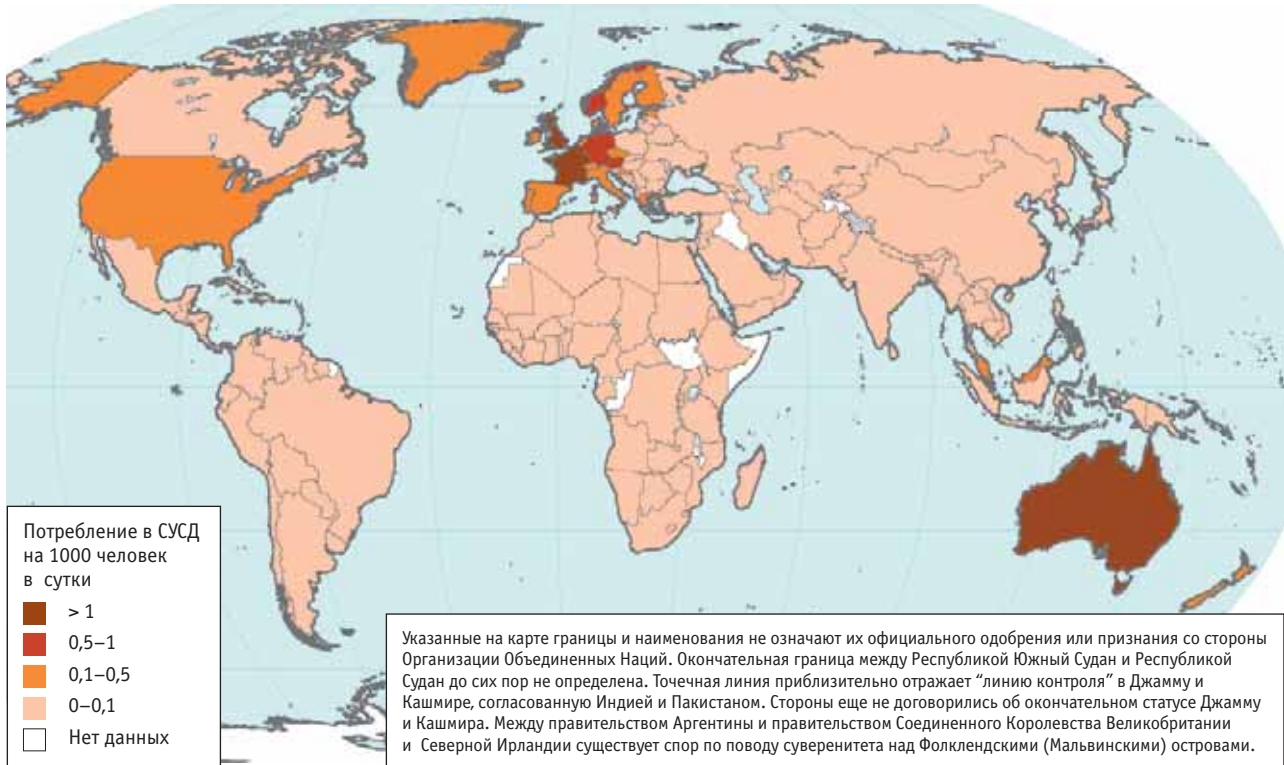 Потребление в СУСД
на 1000 человек
в сутки
> 1
0,5–1
0,1–0,5
0–0,1
Нет данных
Указанные на карте границы и наименования не означают их официального одобрения или признания со стороны
Организации Объединенных Наций. Окончательная граница между Республикой Южный Судан и Республикой
Судан до сих пор не определена. Точечная линия приблизительно отражает “линию контроля” в Джамму и
Кашмире, согласованную Индией и Пакистаном. Стороны еще не договорились об окончательном статусе Джамму
и Кашмира. Между правительством Аргентины и правительством Соединенного Королевства Великобритании
и Северной Ирландии существует спор по поводу суверенитета над Фолклендскими (Мальвинскими) островами.